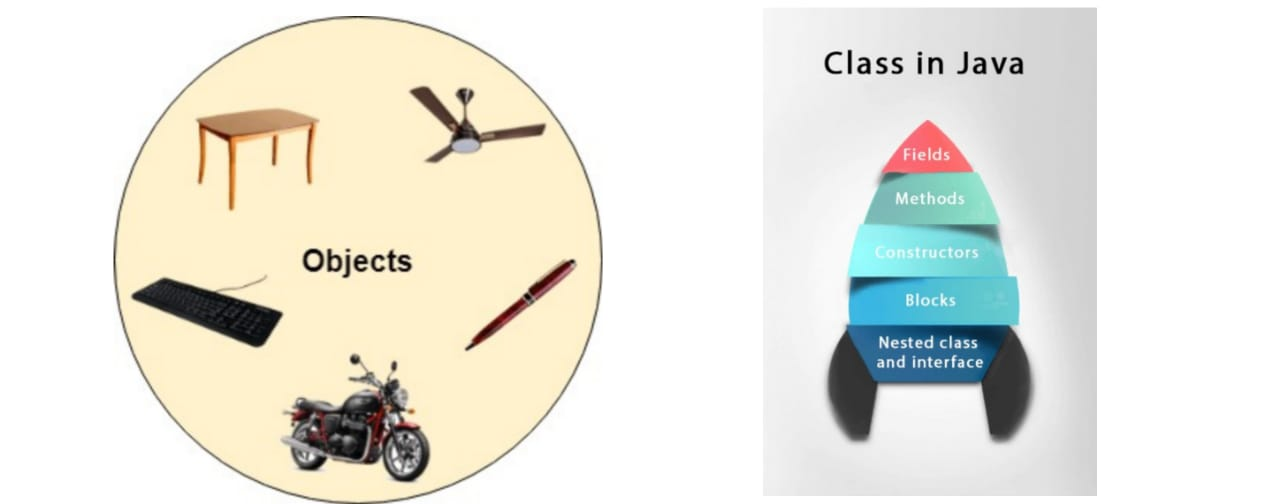 Objects
Class in Java
Fields
Methods
Constructors
Blocks
Nested class
and interface